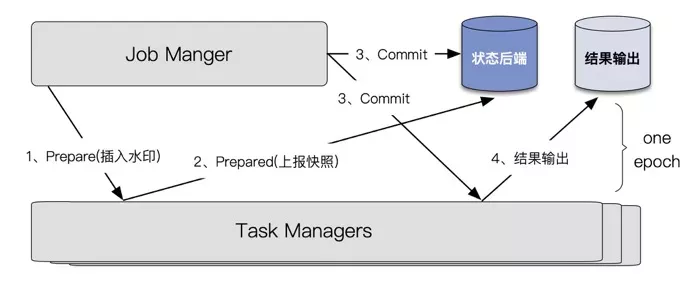 Job Manger
3、Commit
状态后端
结果输出
3、Commit
1、Prepare(插入水印)
2、Prepared(上报快照)
4、结果输出
one
epoch
Task Managers